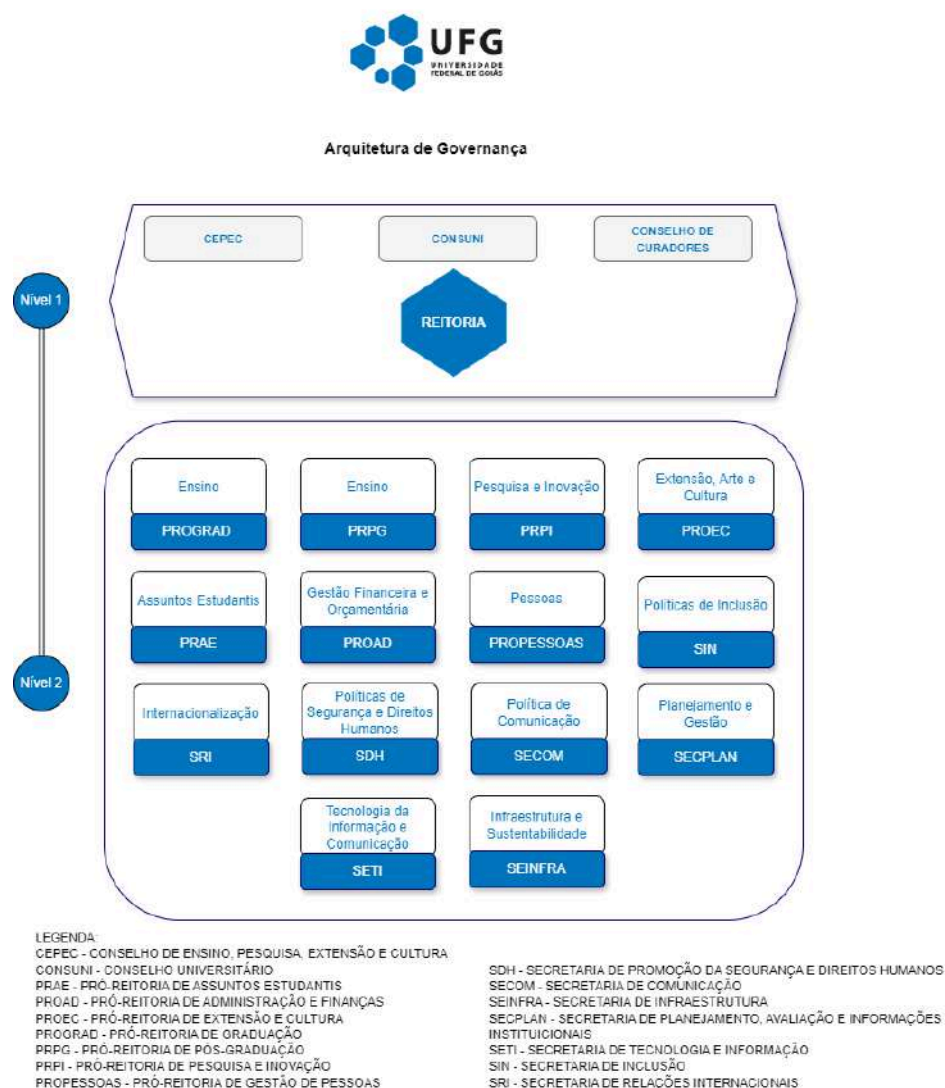 UFG
UNIVERSIDADE
FEDERAL DE GOIÁS
Arquitetura de Governança
CEPEC
CONSUNI
CONSELHO DE
CURADORES
Nível 1
REITORIA
Ensino
PROGRAD
Ensino
PRPG
Pesquisa e Inovação
PRPI
Extensão, Arte e
Cultura
PROEC
Assuntos Estudantis
PRAE
Gestão Financeira e
Orçamentária
PROAD
Pessoas
PROPESSOAS
Políticas de Inclusão
SIN
Nível 2
Internacionalização
SRI
Políticas de
Segurança e Direitos
Humanos
SDH
Política de
Comunicação
SECOM
Planejamento e
Gestão
SECPLAN
Tecnologia da
Informação e
Comunicação
SETI
Infraestrutura e
Sustentabilidade
SEINFRA
LEGENDA:
CEPEC - CONSELHO DE ENSINO, PESQUISA, EXTENSÃO E CULTURA
CONSUNI - CONSELHO UNIVERSITÁRIO
PRAE - PRÓ-REITORIA DE ASSUNTOS ESTUDANTIS
PROAD - PRÓ-REITORIA DE ADMINISTRAÇÃO E FINANÇAS
PROEC - PRÓ-REITORIA DE EXTENSÃO E CULTURA
PROGRAD - PRÓ-REITORIA DE GRADUAÇÃO
PRPG - PRÓ-REITORIA DE PÓS-GRADUAÇÃO
PRPI - PRÓ-REITORIA DE PESQUISA E INOVAÇÃO
PROPESSOAS - PRÓ-REITORIA DE GESTÃO DE PESSOAS
SDH - SECRETARIA DE PROMOÇÃO DA SEGURANÇA E DIREITOS HUMANOS
SECOM - SECRETARIA DE COMUNICAÇÃO
SEINFRA - SECRETARIA DE INFRAESTRUTURA
SECPLAN - SECRETARIA DE PLANEJAMENTO, AVALIAÇÃO E INFORMAÇÕES
INSTITUICIONAIS
SETI - SECRETARIA DE TECNOLOGIA E INFORMAÇÃO
SIN - SECRETARIA DE INCLUSÃO
SRI - SECRETARIA DE RELAÇÕES INTERNACIONAIS